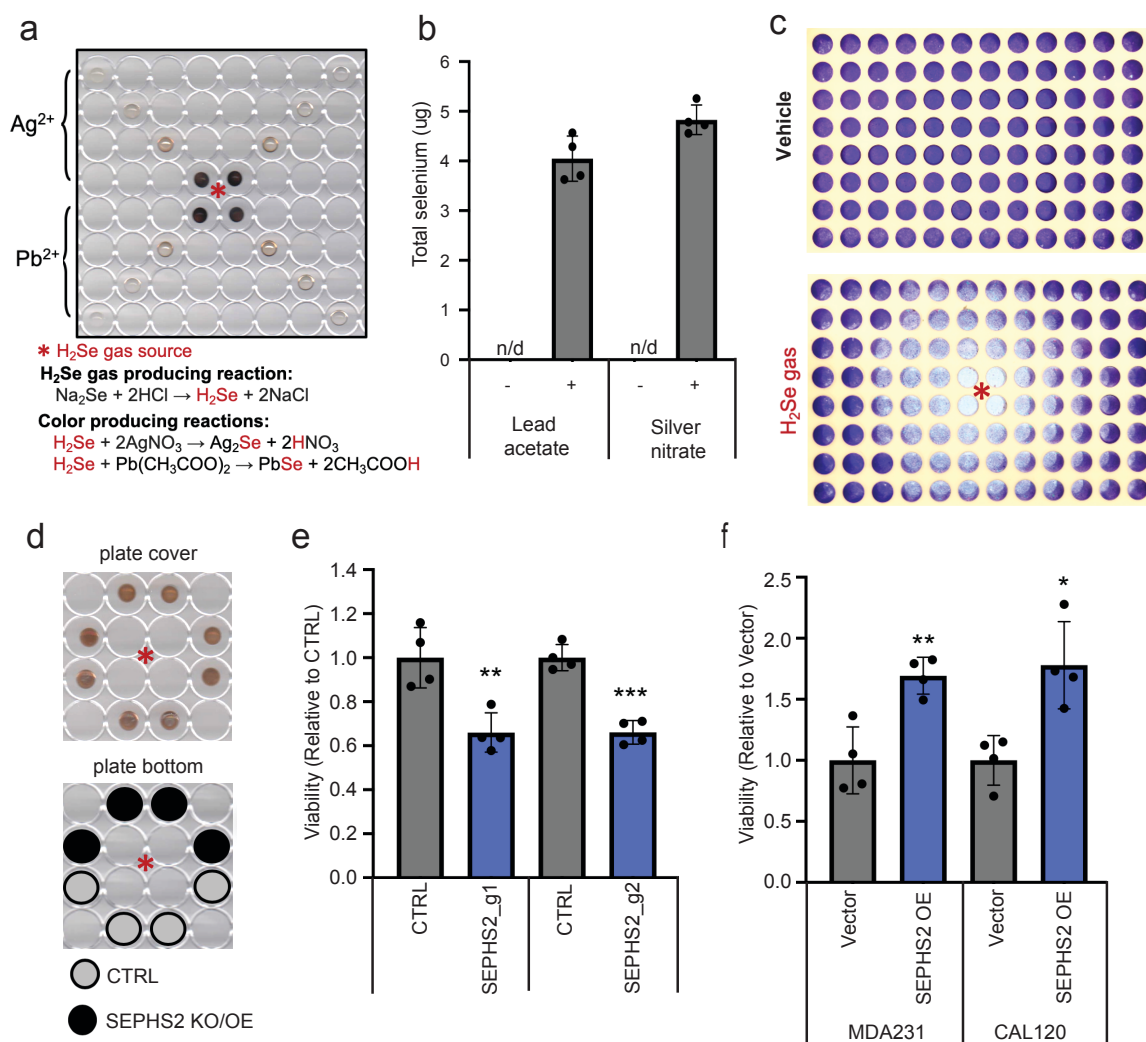 a
Ag2+
Pb2+
*
* H2Se gas source
H2Se gas producing reaction:
Na2Se + 2HCl → H2Se + 2NaCl
Color producing reactions:
H2Se + 2AgNO3 → Ag2Se + 2HNO3
H2Se + Pb(CH3COO)2 → PbSe + 2CH3COOH
b
Total selenium (ug)
6
5
4
3
2
1
0
n/d
n/d
- + - +
Lead acetate
Silver nitrate
c
Vehicle
H2Se gas
*
d
plate cover
*
plate bottom
*
CTRL
SEPHS2 KO/OE
e
Viability (Relative to CTRL)
1.4
1.2
1.0
0.8
0.6
0.4
0.2
0.0
**
***
CTRL
SEPHS2_g1
CTRL
SEPHS2_g2
f
Viability (Relative to Vector)
2.5
2.0
1.5
1.0
0.5
0.0
**
*
Vector
SEPHS2 OE
Vector
SEPHS2 OE
MDA231
CAL120